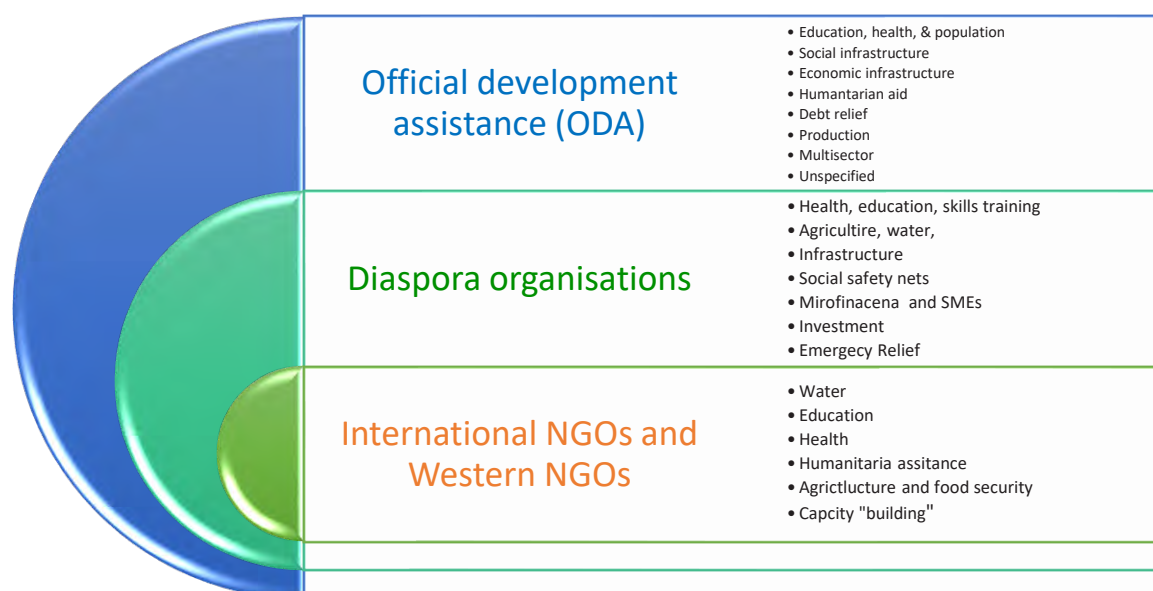 Official development
assistance (ODA)
• Education, health, & population
• Social infrastructure
• Economic infrastructure
• Humantarian aid
• Debt relief
• Production
• Multisector
• Unspecified
Diaspora organisations
• Health, education, skills training
• Agricultire, water,
• Infrastructure
• Social safety nets
• Mirofinacena  and SMEs
• Investment
• Emergecy Relief
International NGOs and
Western NGOs
• Water
• Education
• Health
• Humanitaria assitance
• Agrictlucture and food security
• Capcity "building"